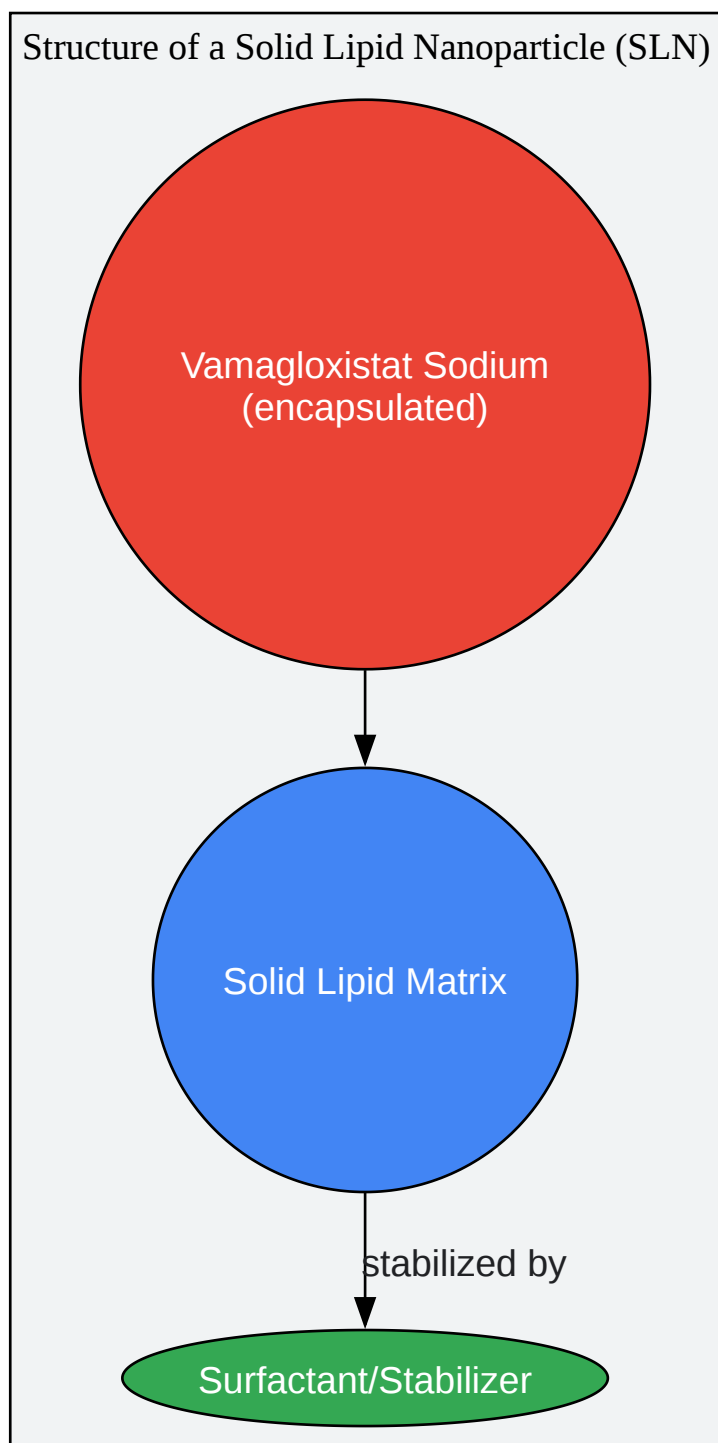 Structure of a Solid Lipid Nanoparticle (SLN)
Vamagloxistat Sodium
(encapsulated)
Solid Lipid Matrix
stabilized by
Surfactant/Stabilizer